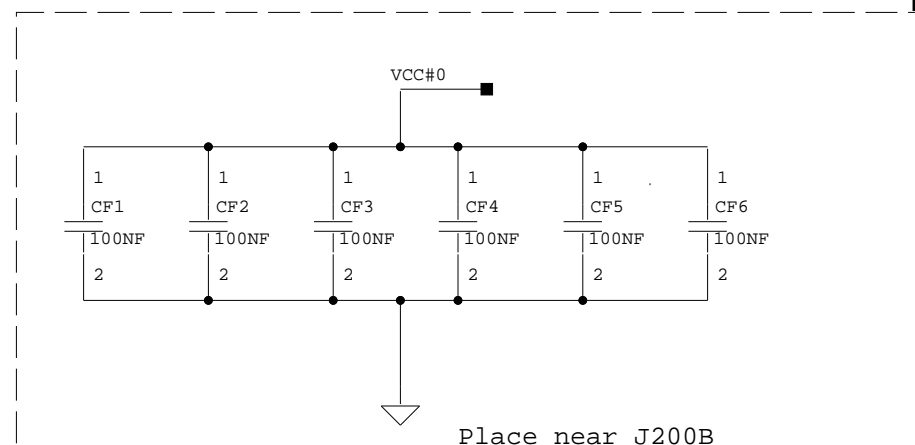 VCC#0
1 1 1 1 1 1
CF1 CF2 CF3 CF4 CF5 CF6
100NF 100NF 100NF 100NF 100NF 100NF
2 2 2 2 2 2
Place near J200B